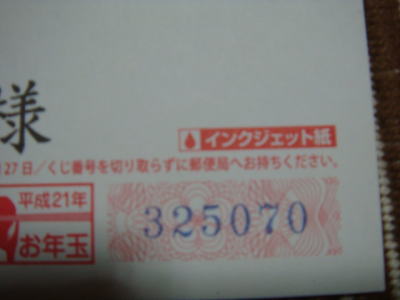 様
インクジェット紙
27日/くじ番号を切り取らずに郵便局へお持ちください。
平成21年
お年玉
325070